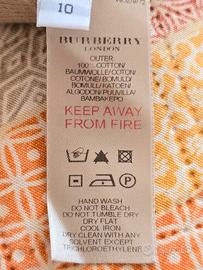 10
BURBERRY
LONDON
OUTER
100% COTTON/
BAUMWOLLE/COTON/
COTONE/BOMULD/
BOMULL/KATOEN/
ALGODON/PUUVILLA/
ΒΑΜΒΑΚΕΡΟ
KEEP AWAY
FROM FIRE
HAND WASH
DO NOT BLEACH
DO NOT TUMBLE DRY
DRY FLAT
COOL IRON
DRY CLEAN WITH ANY
SOLVENT EXCEPT
TRICHLOROETHYLENE